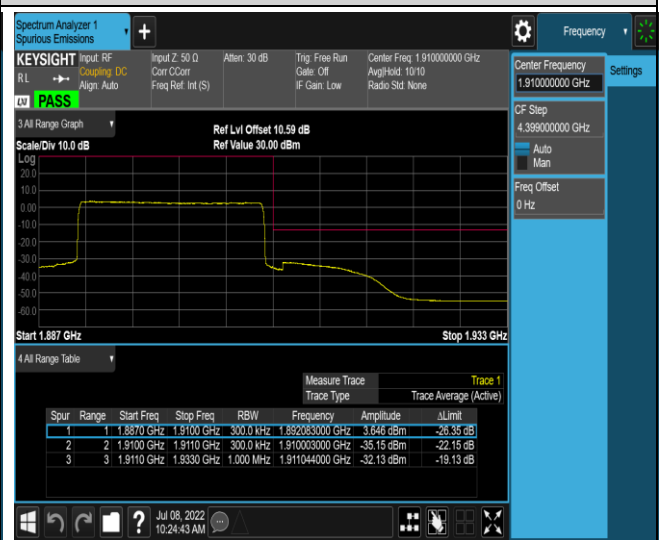 Spectrum Analyzer 1
Spurious Emissions
+
Frequency
KEYSIGHT Input: RF Input Z: 50 Ω Atten: 30 dB Trig: Free Run Center Freq: 1.910000000 GHz
RL Coupling: DC Corr CCorr Gate: Off Avg|Hold: 10/10
Align: Auto Freq Ref: Int (S) IF Gain: Low Radio Std: None
LXI PASS
Center Frequency
1.910000000 GHz
Settings
CF Step
4.399000000 GHz
Auto
Man
Freq Offset
0 Hz
3 All Range Graph
Ref Lvl Offset 10.59 dB
Scale/Div 10.0 dB Ref Value 30.00 dBm
Log
20.0
10.0
0.00
-10.0
-20.0
-30.0
-40.0
-50.0
-60.0
Start 1.887 GHz Stop 1.933 GHz
4 All Range Table
Measure Trace Trace 1
Trace Type Trace Average (Active)
Spur Range Start Freq Stop Freq RBW Frequency Amplitude ΔLimit
1 1 1.8870 GHz 1.9100 GHz 300.0 kHz 1.892083000 GHz 3.646 dBm -26.35 dB
2 2 1.9100 GHz 1.9110 GHz 300.0 kHz 1.910003000 GHz -35.15 dBm -22.15 dB
3 3 1.9110 GHz 1.9330 GHz 1.000 MHz 1.911044000 GHz -32.13 dBm -19.13 dB
? Jul 08, 2022
10:24:43 AM